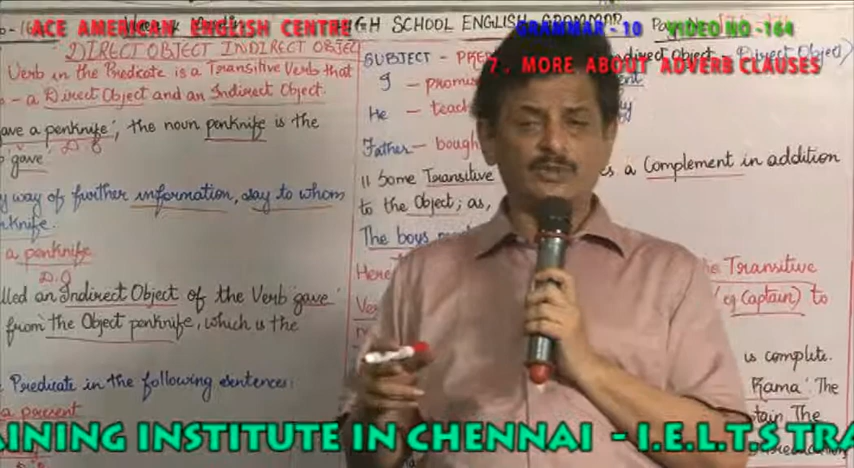 ACE AMERICAN ENGLISH CENTRE
GRAMMAR - 10
VIDEO NO -164
7. MORE ABOUT ADVERB CLAUSES
HIGH SCHOOL ENGLISH GRAMMAR
DIRECT OBJECT INDIRECT OBJECT
Verb in the Predicate is a Transitive Verb that
- a Direct Object and an Indirect Object.
ave a penknife', the noun penknife is the
gave'
y way of further information, say to whom
nknife.
a penknife
D.O
lled an Indirect Object of the Verb gave'
from the Object penknife, which is the
Predicate in the following sentences:
a present
SUBJECT - PRE
ndirect Object - Direct Object)
I - promis
He - teach
Father - bough
11 Some Transitive
a Complement in addition
to the Object; as,
The boys
Here
Transitive
(eg Captain) to
is complete.
Rama' The
tain The
AINING INSTITUTE in CHENNAI - I.E.L.T.S TRA